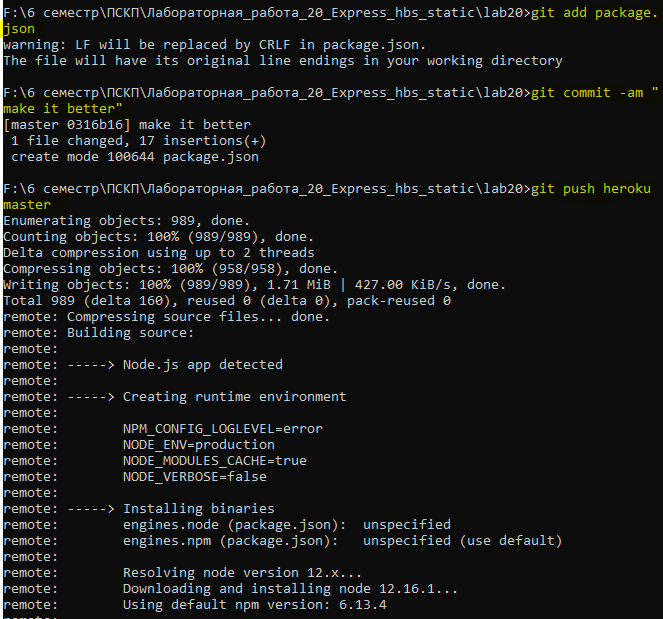 F:\6 семестр\ПСКП\Лабораторная_работа_20_Express_hbs_static\lab20>git add package.
json
warning: LF will be replaced by CRLF in package.json.
The file will have its original line endings in your working directory
F:\6 семестр\ПСКП\Лабораторная_работа_20_Express_hbs_static\lab20>git commit -am "
make it better"
[master 0316b16] make it better
 1 file changed, 17 insertions(+)
 create mode 100644 package.json
F:\6 семестр\ПСКП\Лабораторная_работа_20_Express_hbs_static\lab20>git push heroku
master
Enumerating objects: 989, done.
Counting objects: 100% (989/989), done.
Delta compression using up to 2 threads
Compressing objects: 100% (958/958), done.
Writing objects: 100% (989/989), 1.71 MiB | 427.00 KiB/s, done.
Total 989 (delta 160), reused 0 (delta 0), pack-reused 0
remote: Compressing source files... done.
remote: Building source:
remote:
remote: -----> Node.js app detected
remote:
remote: -----> Creating runtime environment
remote:
remote:        NPM_CONFIG_LOGLEVEL=error
remote:        NODE_ENV=production
remote:        NODE_MODULES_CACHE=true
remote:        NODE_VERBOSE=false
remote:
remote: -----> Installing binaries
remote:        engines.node (package.json):  unspecified
remote:        engines.npm (package.json):   unspecified (use default)
remote:
remote:        Resolving node version 12.x...
remote:        Downloading and installing node 12.16.1...
remote:        Using default npm version: 6.13.4